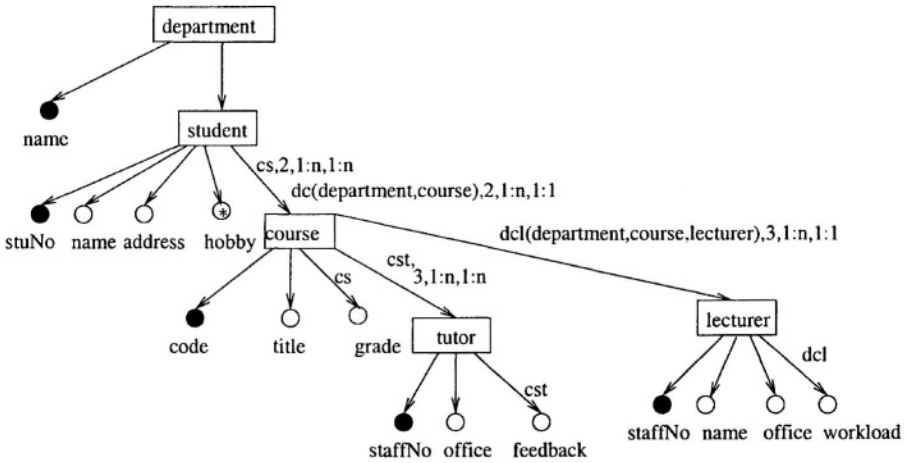 department
name
student
cs,2,1:n,1:n
dc(department,course),2,1:n,1:1
stuNo name address hobby
*
course
dcl(department,course,lecturer),3,1:n,1:1
cst,
3,1:n,1:n
cs
code title grade
tutor
lecturer
cst
dcl
staffNo office feedback
staffNo name office workload